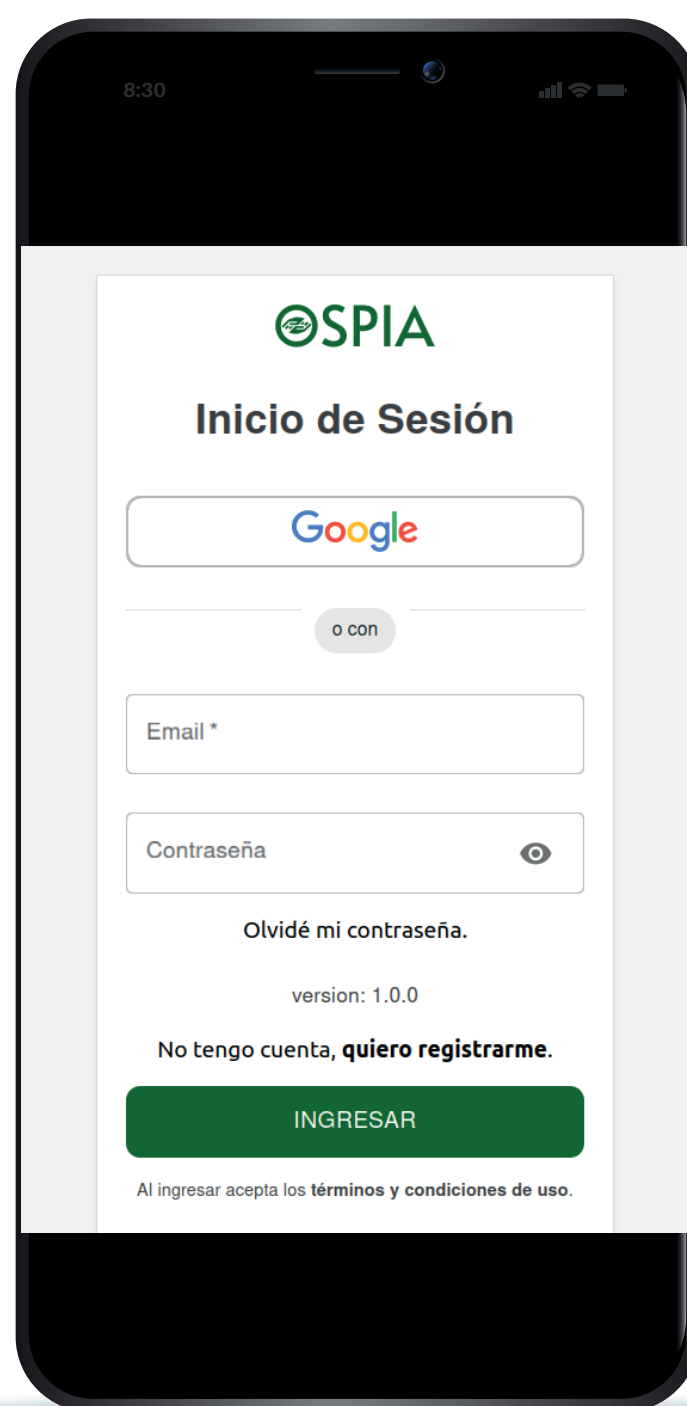 8:30
OSPIA
Inicio de Sesión
Google
o con
Email *
Contraseña
Olvidé mi contraseña.
version: 1.0.0
No tengo cuenta, quiero registrarme.
INGRESAR
Al ingresar acepta los términos y condiciones de uso.